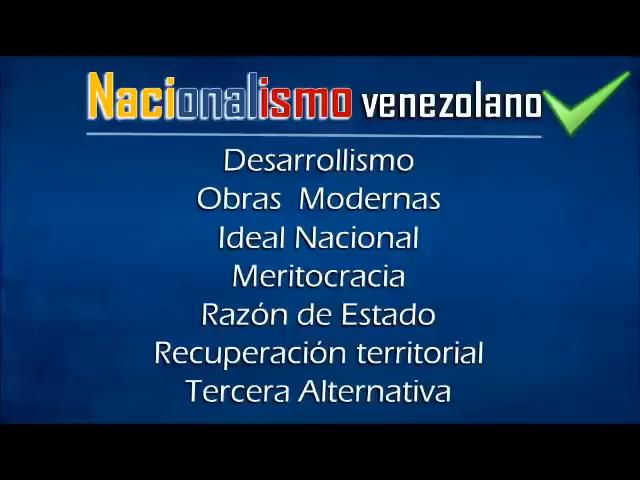 Nacionalismo venezolano
Desarrollismo
Obras Modernas
Ideal Nacional
Meritocracia
Razón de Estado
Recuperación territorial
Tercera Alternativa